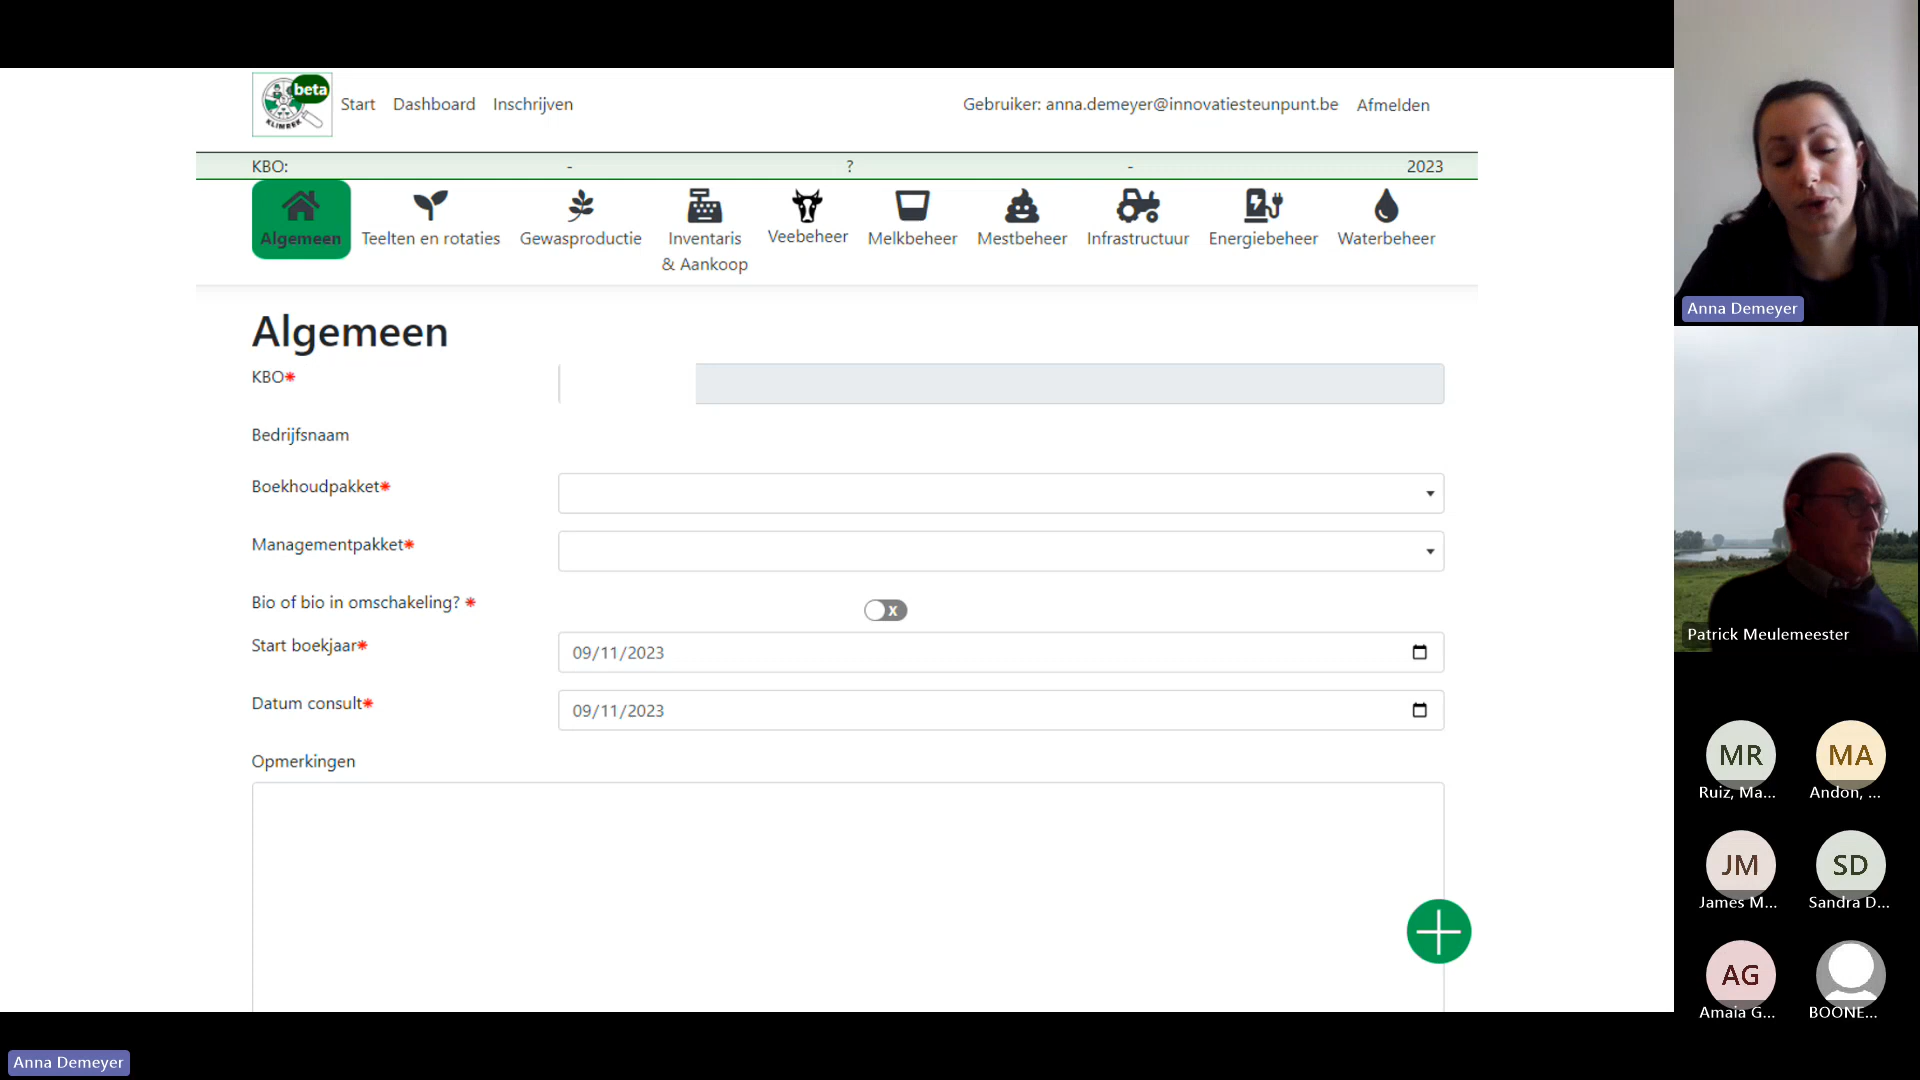 beta
KLIMREK
Start Dashboard Inschrijven
Gebruiker: anna.demeyer@innovatiesteunpunt.be Afmelden
KBO: - ? - 2023
Algemeen
Teelten en rotaties
Gewasproductie
Inventaris
& Aankoop
Veebeheer
Melkbeheer
Mestbeheer
Infrastructuur
Energiebeheer
Waterbeheer
Algemeen
KBO*
Bedrijfsnaam
Boekhoudpakket*
Managementpakket*
Bio of bio in omschakeling? *
x
Start boekjaar*
09/11/2023
Datum consult*
09/11/2023
Opmerkingen
Anna Demeyer
Patrick Meulemeester
MR
Ruiz, Ma...
MA
Andon, ...
JM
James M...
SD
Sandra D...
AG
Amaia G...
BOONE...
Anna Demeyer